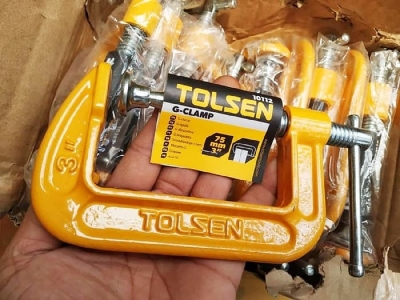 10112
TOLSEN
G-CLAMP
75
mm
3"
3"
TOLSEN